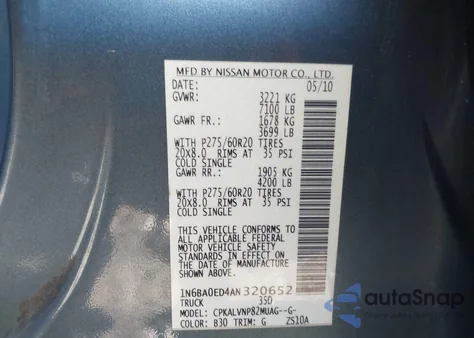 MFD BY NISSAN MOTOR CO., LTD.
DATE: 05/10
GVWR: 3221 KG
7100 LB
GAWR FR.: 1678 KG
3699 LB
WITH P275/60R20 TIRES
20X8.0 RIMS AT 35 PSI
COLD SINGLE
GAWR RR.: 1905 KG
4200 LB
WITH P275/60R20 TIRES
20X8.0 RIMS AT 35 PSI
COLD SINGLE
THIS VEHICLE CONFORMS TO
ALL APPLICABLE FEDERAL
MOTOR VEHICLE SAFETY
STANDARDS IN EFFECT ON
THE DATE OF MANUFACTURE
SHOWN ABOVE.
1N6BA0ED4AN320652
TRUCK 35D
MODEL: CPKALVNP82MUAG--G-
COLOR: B30 TRIM: G ZS10A
autoSnap